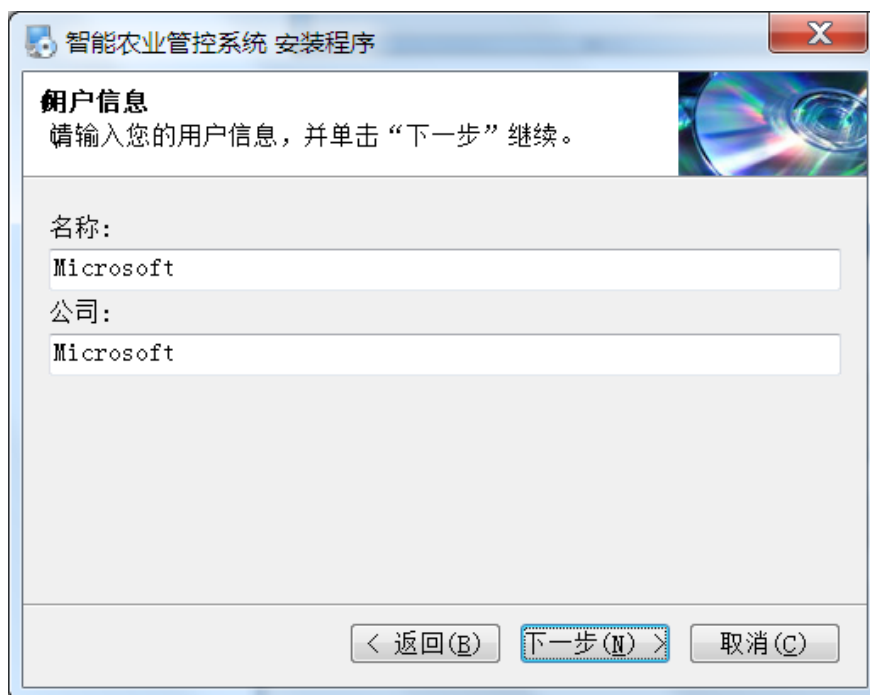 智能农业管控系统 安装程序
用户信息
请输入您的用户信息，并单击“下一步”继续。
名称:
Microsoft
公司:
Microsoft
< 返回(B)
下一步(N) >
取消(C)